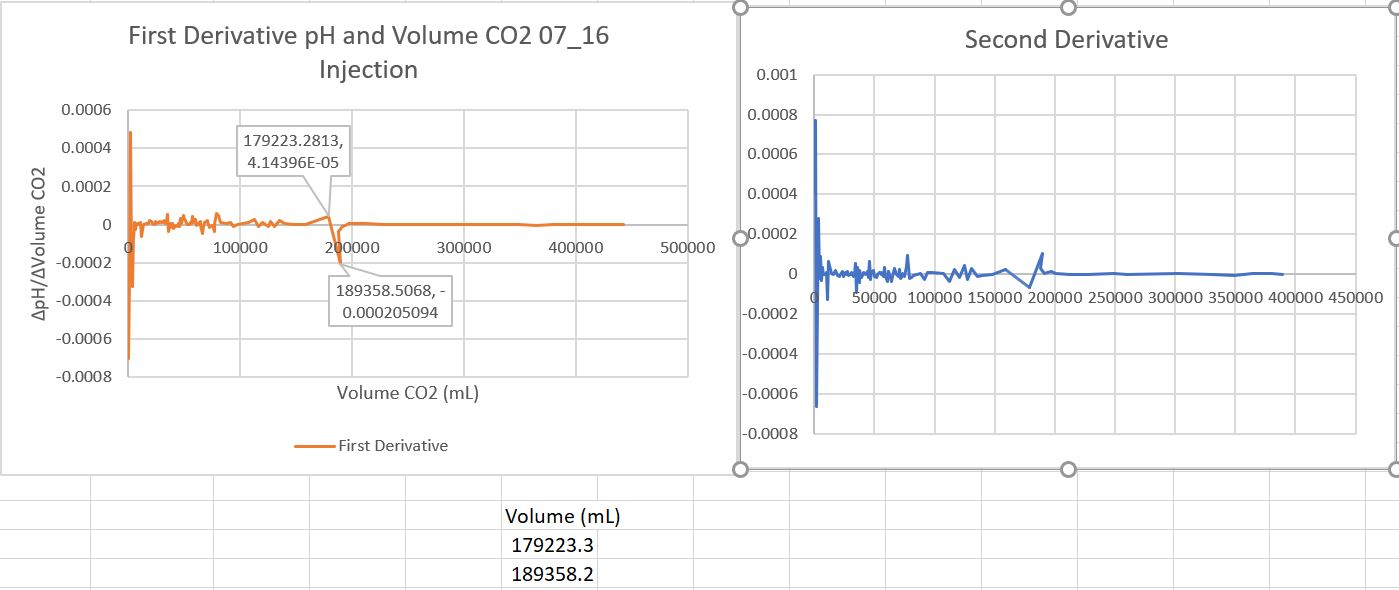 First Derivative pH and Volume CO2 07_16
Injection
0.0006
0.0004
0.0002
0
-0.0002
-0.0004
-0.0006
-0.0008
ΔpH/ΔVolume CO2
179223.2813,
4.14396E-05
0 100000 200000 300000 400000 500000
189358.5068, -
0.000205094
Volume CO2 (mL)
First Derivative
Second Derivative
0.001
0.0008
0.0006
0.0004
0.0002
0
-0.0002
-0.0004
-0.0006
-0.0008
0 50000 100000 150000 200000 250000 300000 350000 400000 450000
Volume (mL)
179223.3
189358.2